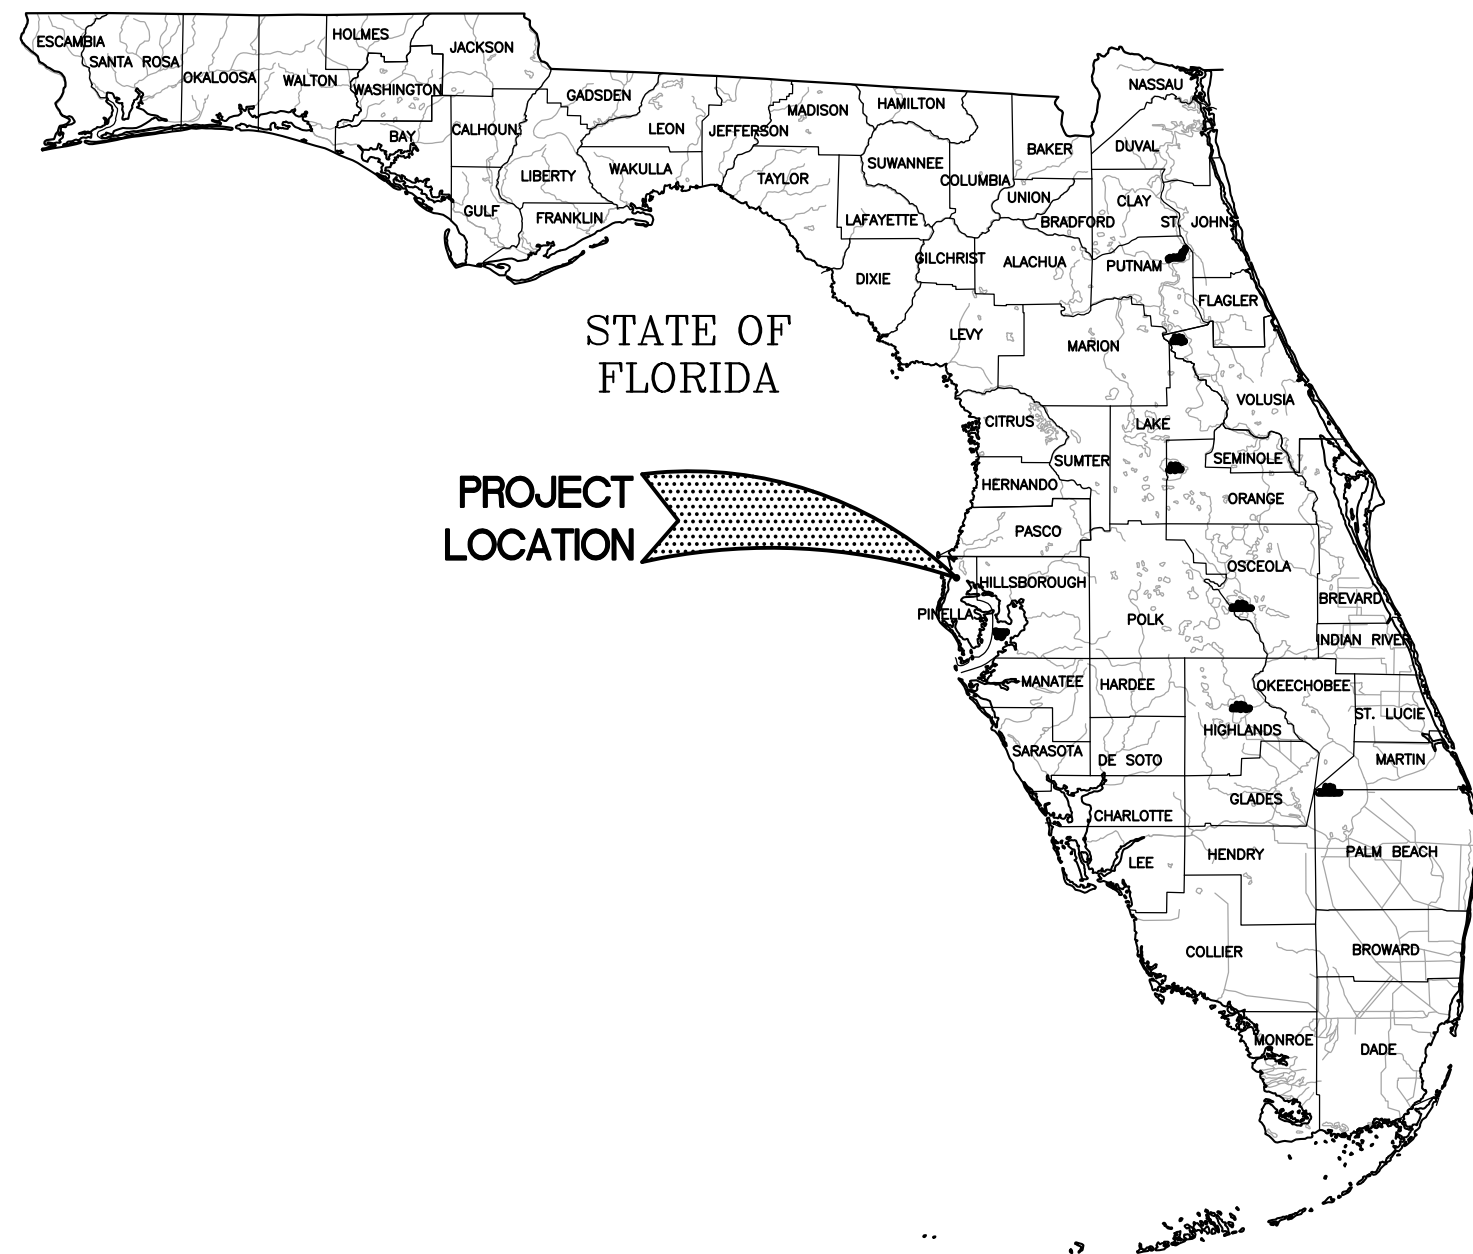 ESCAMBIA
SANTA ROSA
OKALOOSA
WALTON
HOLMES
WASHINGTON
JACKSON
BAY
CALHOUN
GULF
GADSDEN
LIBERTY
FRANKLIN
LEON
WAKULLA
JEFFERSON
MADISON
TAYLOR
HAMILTON
SUWANNEE
LAFAYETTE
DIXIE
COLUMBIA
GILCHRIST
BAKER
UNION
BRADFORD
ALACHUA
NASSAU
DUVAL
CLAY
ST. JOHNS
PUTNAM
FLAGLER
LEVY
MARION
STATE OF
FLORIDA
VOLUSIA
CITRUS
LAKE
SUMTER
SEMINOLE
HERNANDO
ORANGE
PROJECT
LOCATION
PASCO
OSCEOLA
HILLSBOROUGH
BREVARD
PINELLAS
POLK
INDIAN RIVER
MANATEE
HARDEE
OKEECHOBEE
ST. LUCIE
HIGHLANDS
SARASOTA
DE SOTO
MARTIN
GLADES
CHARLOTTE
LEE
HENDRY
PALM BEACH
COLLIER
BROWARD
MONROE
DADE